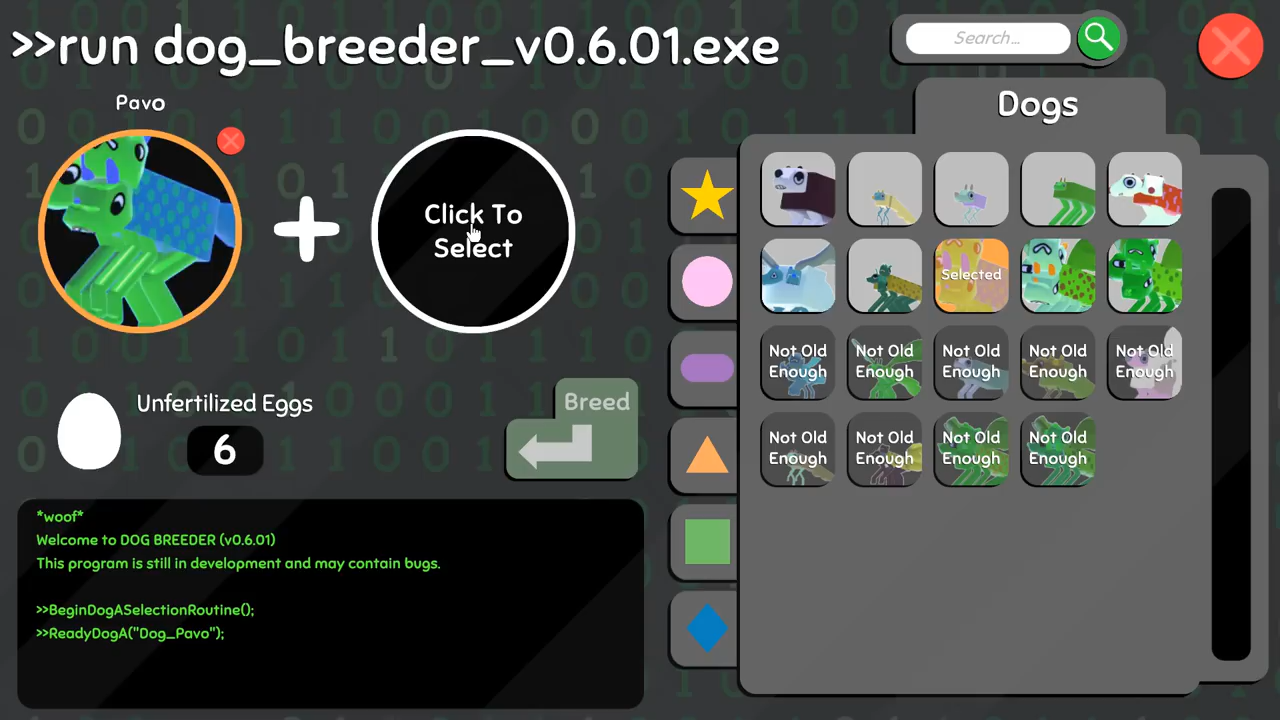 >>run dog_breeder_v0.6.01.exe
Search...
Dogs
Pavo
Click To
Select
Selected
Not Old
Enough
Not Old
Enough
Not Old
Enough
Not Old
Enough
Not Old
Enough
Not Old
Enough
Not Old
Enough
Not Old
Enough
Not Old
Enough
Unfertilized Eggs
6
Breed
*woof*
Welcome to DOG BREEDER (v0.6.01)
This program is still in development and may contain bugs.
>>BeginDogASelectionRoutine();
>>ReadyDogA("Dog_Pavo");